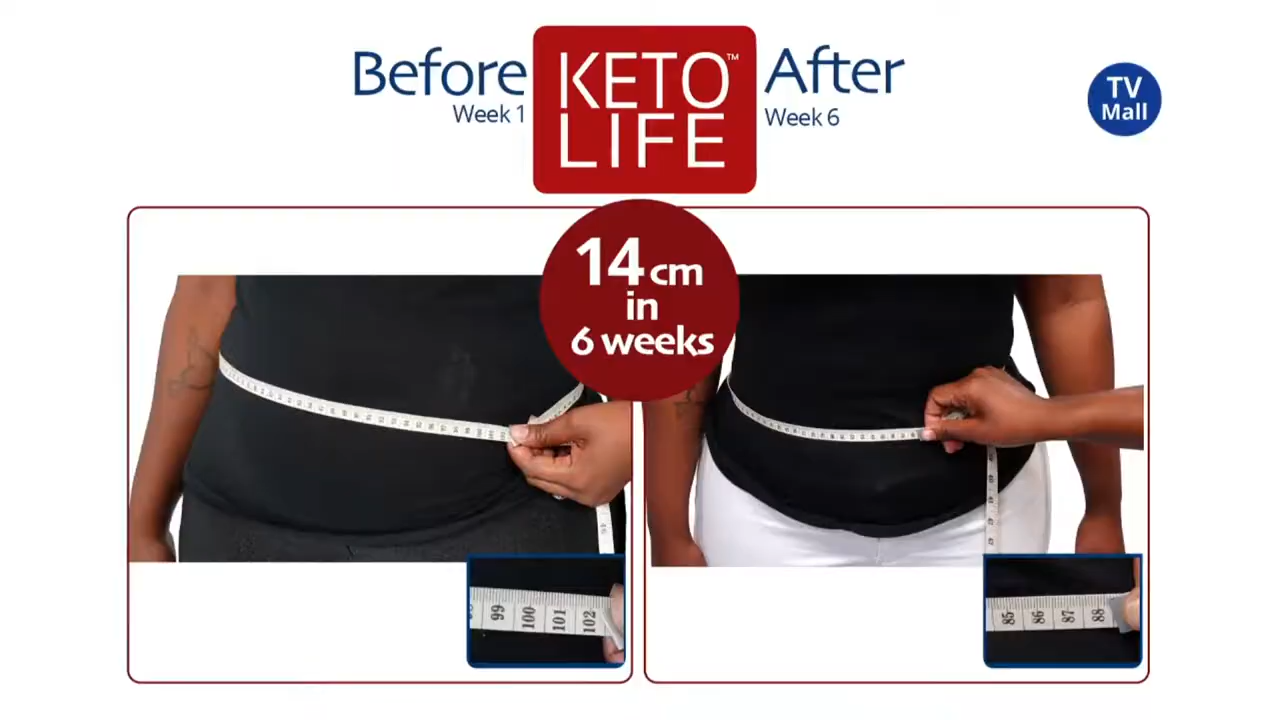 Before
Week 1
KETO™
LIFE
After
Week 6
TV
Mall
14 cm
in
6 weeks
99 100 101 102
85 86 87 88